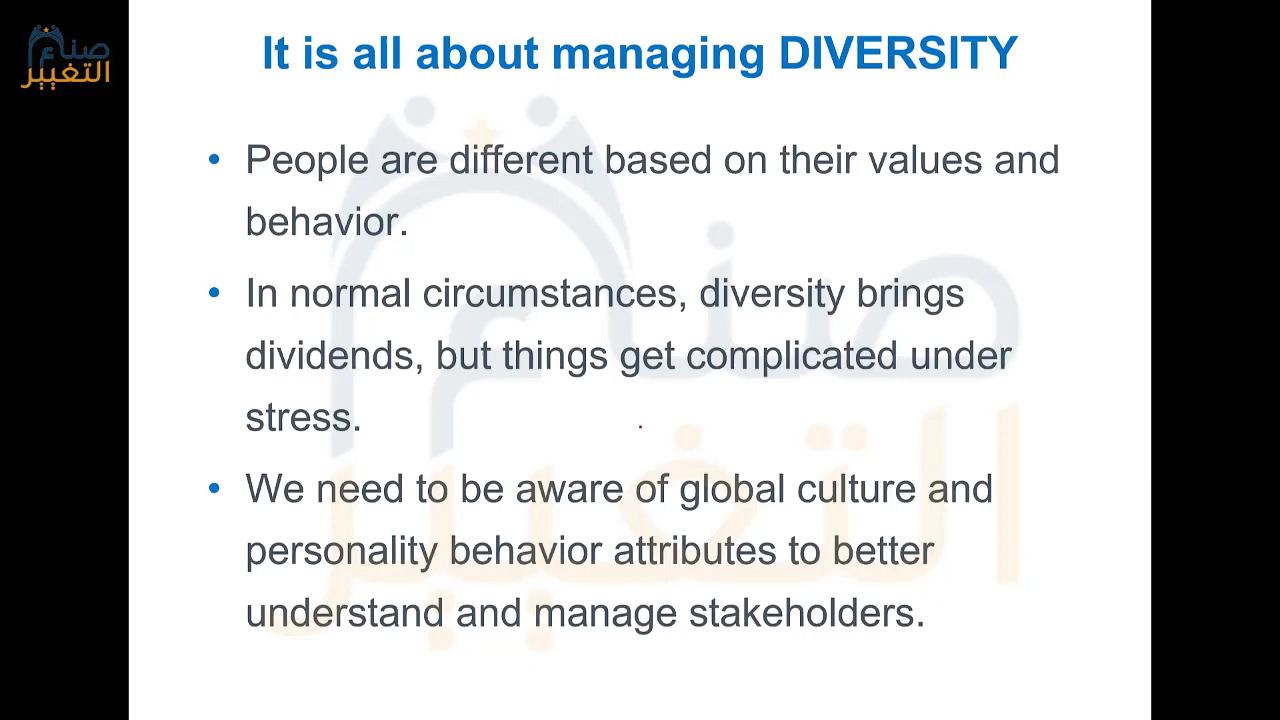 صناع
التغيير
It is all about managing DIVERSITY
• People are different based on their values and
behavior.
• In normal circumstances, diversity brings
dividends, but things get complicated under
stress.
• We need to be aware of global culture and
personality behavior attributes to better
understand and manage stakeholders.
صناع
التغيير